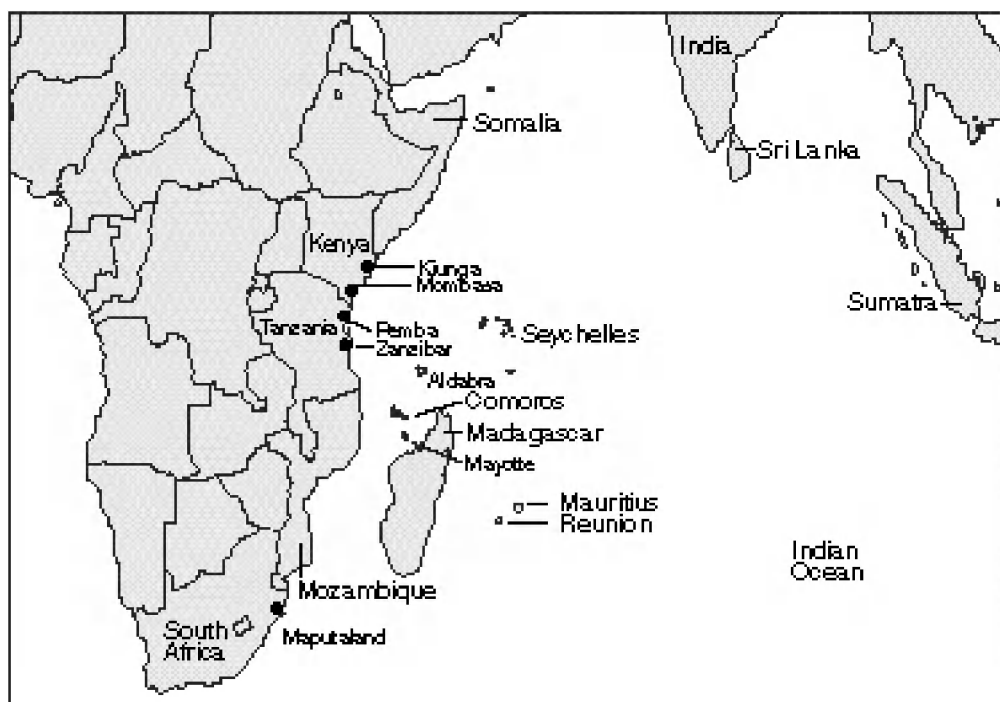 India
Somalia
Sri Lanka
Kenya
Kiunga
Mombasa
Sumatra
Tanzania
Pemba
Seychelles
Zanzibar
Aldabra
Comoros
Madagascar
Mayotte
Mauritius
Reunion
Indian
Ocean
Mozambique
South
Africa
Maputaland